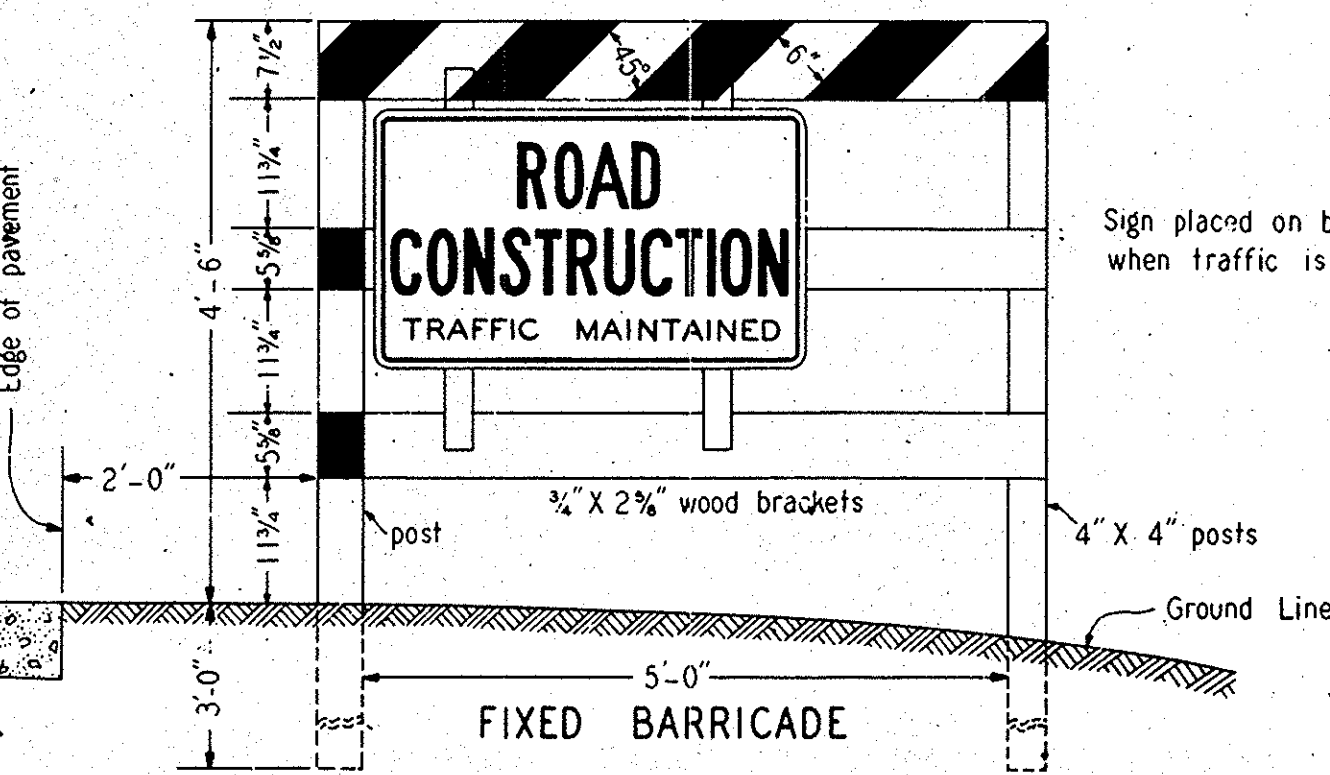 7½"
45°
6"
11¾"
5⅝"
11¾"
5⅝"
11¾"
4'-6"
3'-0"
Edge of pavement
2'-0"
ROAD
CONSTRUCTION
TRAFFIC MAINTAINED
Sign placed on
when traffic is
¾" X 2⅝" wood brackets
post
4" X 4" posts
Ground Line
5'-0"
FIXED BARRICADE